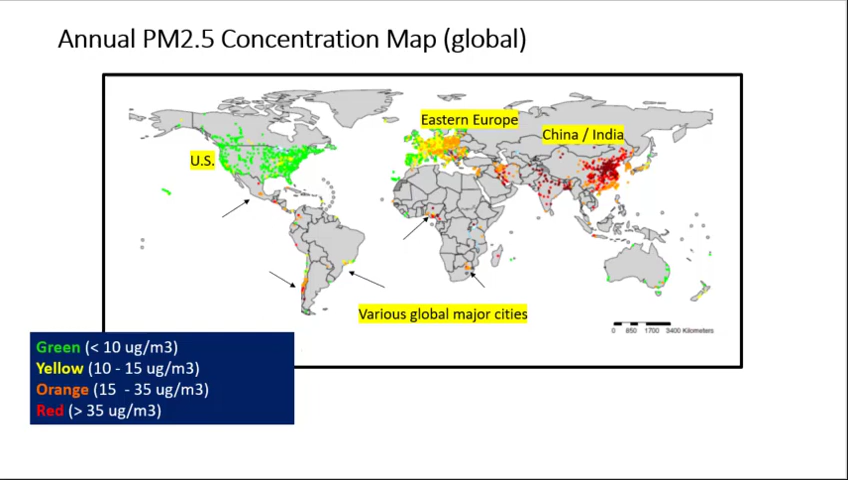 Annual PM2.5 Concentration Map (global)
Eastern Europe
China / India
U.S.
Various global major cities
0 850 1700 3400 Kilometers
Green (< 10 ug/m3)
Yellow (10 - 15 ug/m3)
Orange (15 - 35 ug/m3)
Red (> 35 ug/m3)